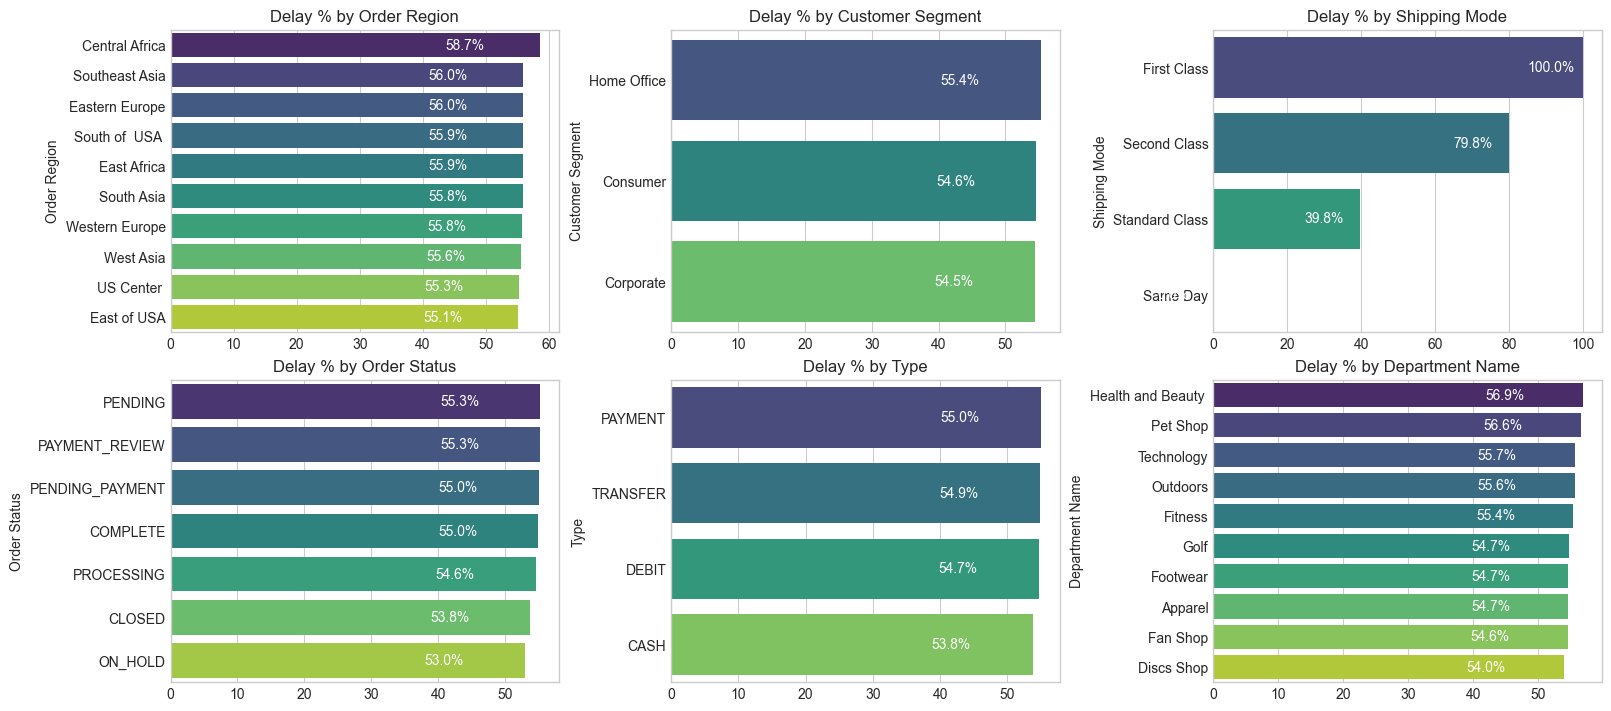 Delay % by Order Region
Order Region
Central Africa 58.7%
Southeast Asia 56.0%
Eastern Europe 56.0%
South of  USA 55.9%
East Africa 55.9%
South Asia 55.8%
Western Europe 55.8%
West Asia 55.6%
US Center 55.3%
East of USA 55.1%
0 10 20 30 40 50 60
Delay % by Customer Segment
Customer Segment
Home Office 55.4%
Consumer 54.6%
Corporate 54.5%
0 10 20 30 40 50
Delay % by Shipping Mode
Shipping Mode
First Class 100.0%
Second Class 79.8%
Standard Class 39.8%
Same Day
0 20 40 60 80 100
Delay % by Order Status
Order Status
PENDING 55.3%
PAYMENT_REVIEW 55.3%
PENDING_PAYMENT 55.0%
COMPLETE 55.0%
PROCESSING 54.6%
CLOSED 53.8%
ON_HOLD 53.0%
0 10 20 30 40 50
Delay % by Type
Type
PAYMENT 55.0%
TRANSFER 54.9%
DEBIT 54.7%
CASH 53.8%
0 10 20 30 40 50
Delay % by Department Name
Department Name
Health and Beauty 56.9%
Pet Shop 56.6%
Technology 55.7%
Outdoors 55.6%
Fitness 55.4%
Golf 54.7%
Footwear 54.7%
Apparel 54.7%
Fan Shop 54.6%
Discs Shop 54.0%
0 10 20 30 40 50